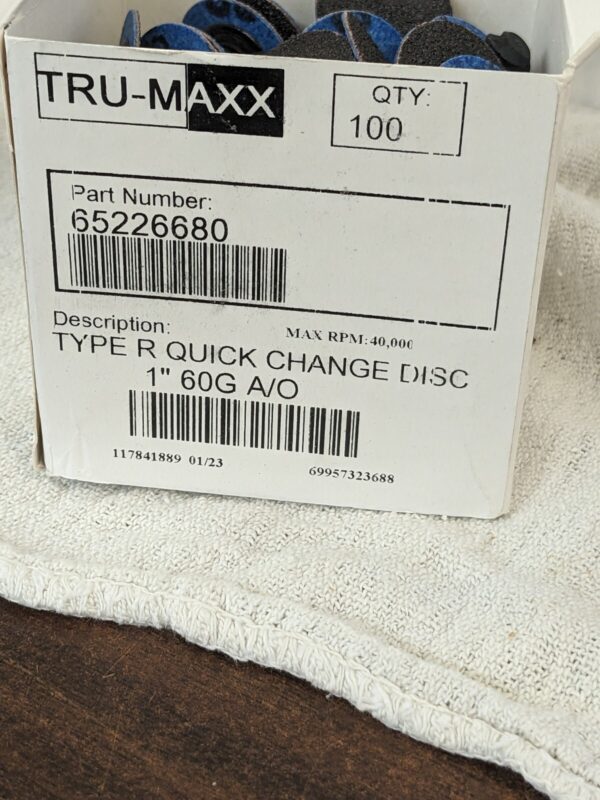 TRU-MAXX
QTY:
100
Part Number:
65226680
Description:
MAX RPM:40,000
TYPE R QUICK CHANGE DISC
1" 60G A/O
117841889 01/23
69957323688